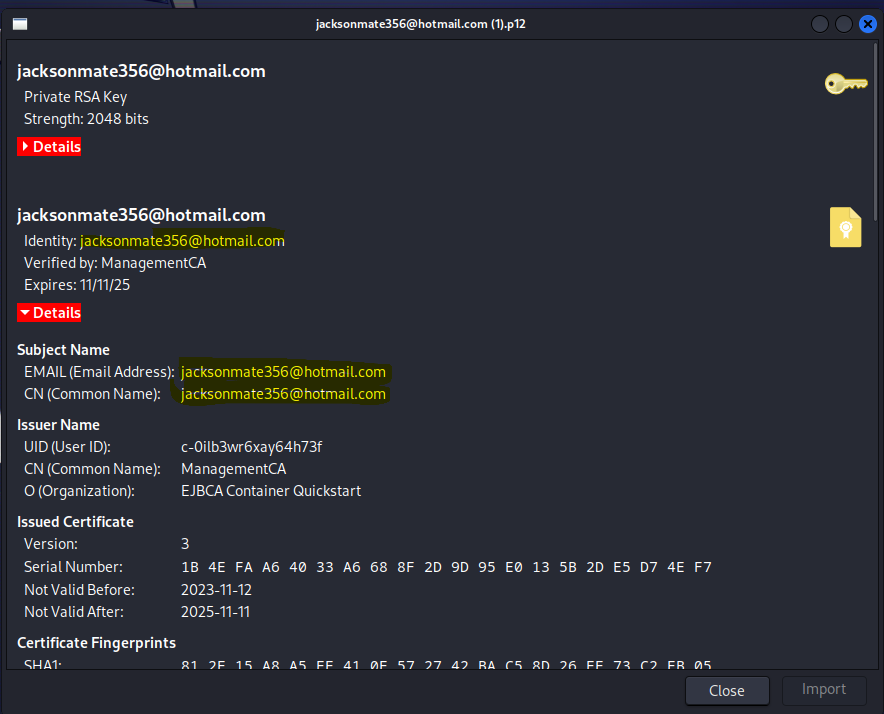 jacksonmate356@hotmail.com (1).p12
jacksonmate356@hotmail.com
Private RSA Key
Strength: 2048 bits
Details
jacksonmate356@hotmail.com
Identity: jacksonmate356@hotmail.com
Verified by: ManagementCA
Expires: 11/11/25
Details
Subject Name
EMAIL (Email Address): jacksonmate356@hotmail.com
CN (Common Name): jacksonmate356@hotmail.com
Issuer Name
UID (User ID): c-0ilb3wr6xay64h73f
CN (Common Name): ManagementCA
O (Organization): EJBCA Container Quickstart
Issued Certificate
Version: 3
Serial Number: 1B 4E FA A6 40 33 A6 68 8F 2D 9D 95 E0 13 5B 2D E5 D7 4E F7
Not Valid Before: 2023-11-12
Not Valid After: 2025-11-11
Certificate Fingerprints
SHA1: 81 2E 15 A8 A5 41 57 27 42 BA C5 8D 26 73 C2 05
Close Import